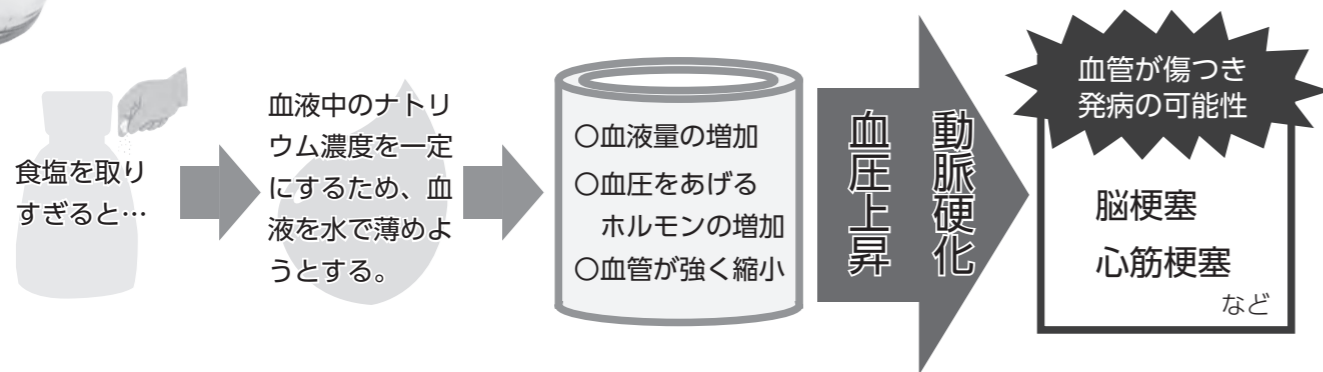 食塩を取り
すぎると…
血液中のナトリ
ウム濃度を一定
にするため、血
液を水で薄めよ
うとする。
〇血液量の増加
〇血圧をあげる
ホルモンの増加
〇血管が強く縮小
血圧上昇
動脈硬化
血管が傷つき
発病の可能性
脳梗塞
心筋梗塞
など